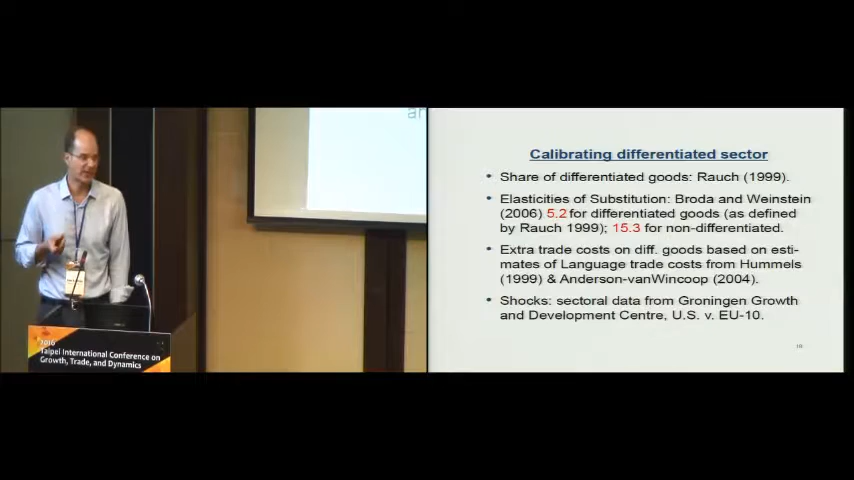 ar
2016
Taipei International Conference on
Growth, Trade, and Dynamics
Calibrating differentiated sector
• Share of differentiated goods: Rauch (1999).
• Elasticities of Substitution: Broda and Weinstein
(2006) 5.2 for differentiated goods (as defined
by Rauch 1999); 15.3 for non-differentiated.
• Extra trade costs on diff. goods based on esti-
mates of Language trade costs from Hummels
(1999) & Anderson-vanWincoop (2004).
• Shocks: sectoral data from Groningen Growth
and Development Centre, U.S. v. EU-10.